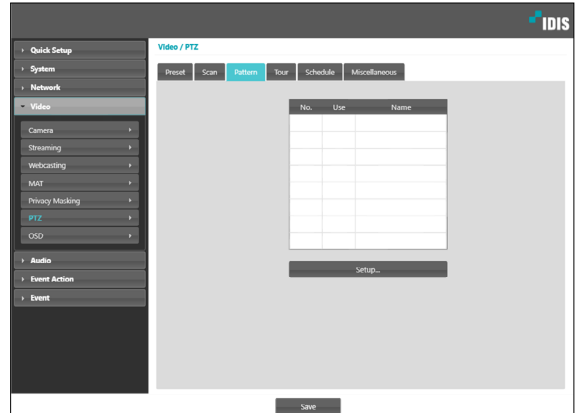 IDIS
Quick Setup
System
Network
Video
Camera
Streaming
Webcasting
MAT
Privacy Masking
PTZ
OSD
Audio
Event Action
Event
Video / PTZ
Preset Scan Pattern Tour Schedule Miscellaneous
No. Use Name
Setup...
Save